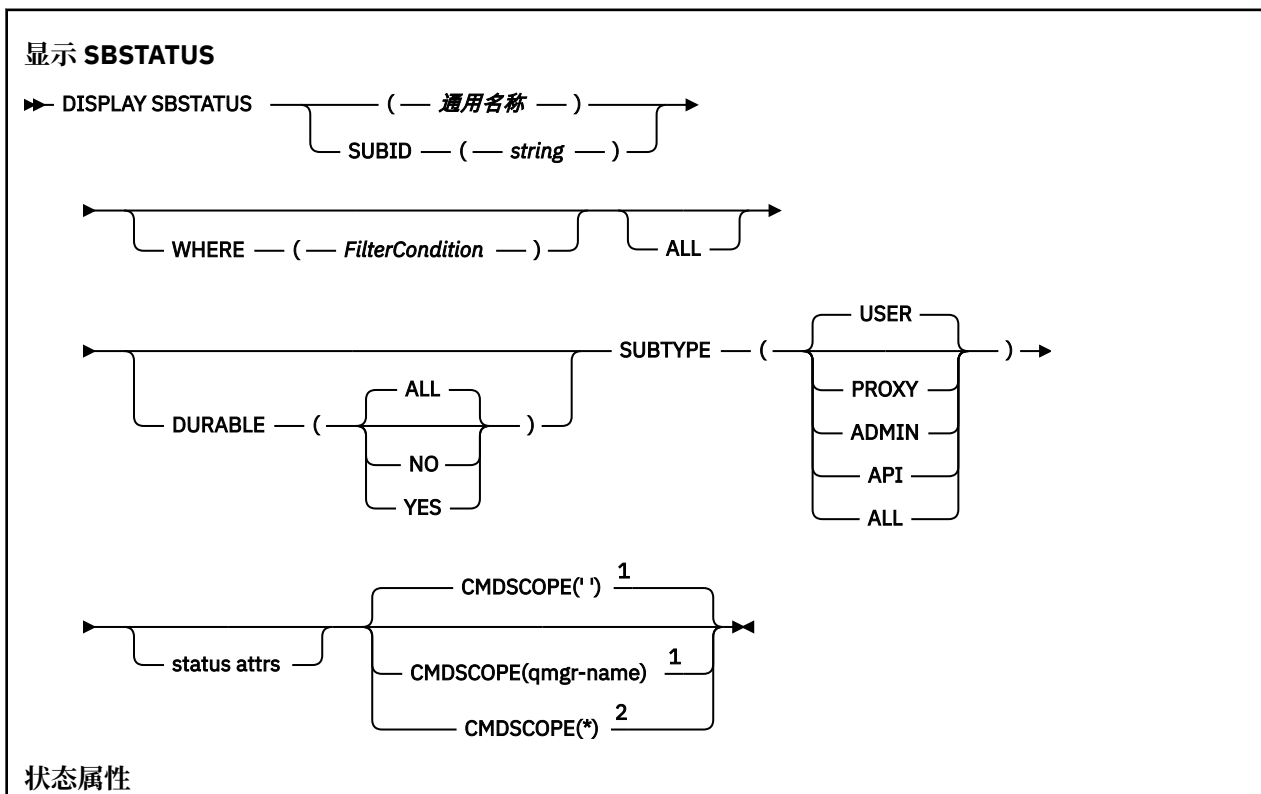 显示 SBSTATUS
DISPLAY SBSTATUS ( 通用名称 )
SUBID ( string )
WHERE ( FilterCondition ) ALL
DURABLE ( ALL NO YES ) SUBTYPE ( USER PROXY ADMIN API ALL )
status attrs
CMDSCOPE(' ') 1
CMDSCOPE(qmgr-name) 1
CMDSCOPE(*) 2
状态属性